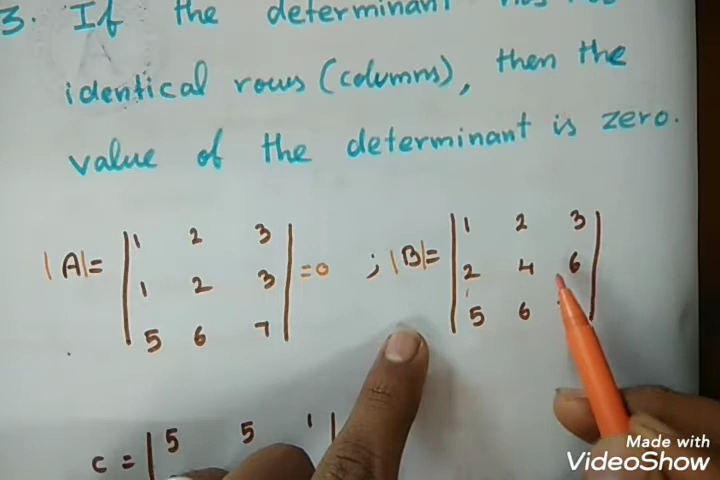 3. If the determinant
identical rows (columns), then the
value of the determinant is zero.
|A|= | 1 2 3 | =0 ; |B|= | 1 2 3 |
| 1 2 3 | | 2 4 6 |
| 5 6 7 | | 5 6
C = | 5 5 1 |
Made with
VideoShow